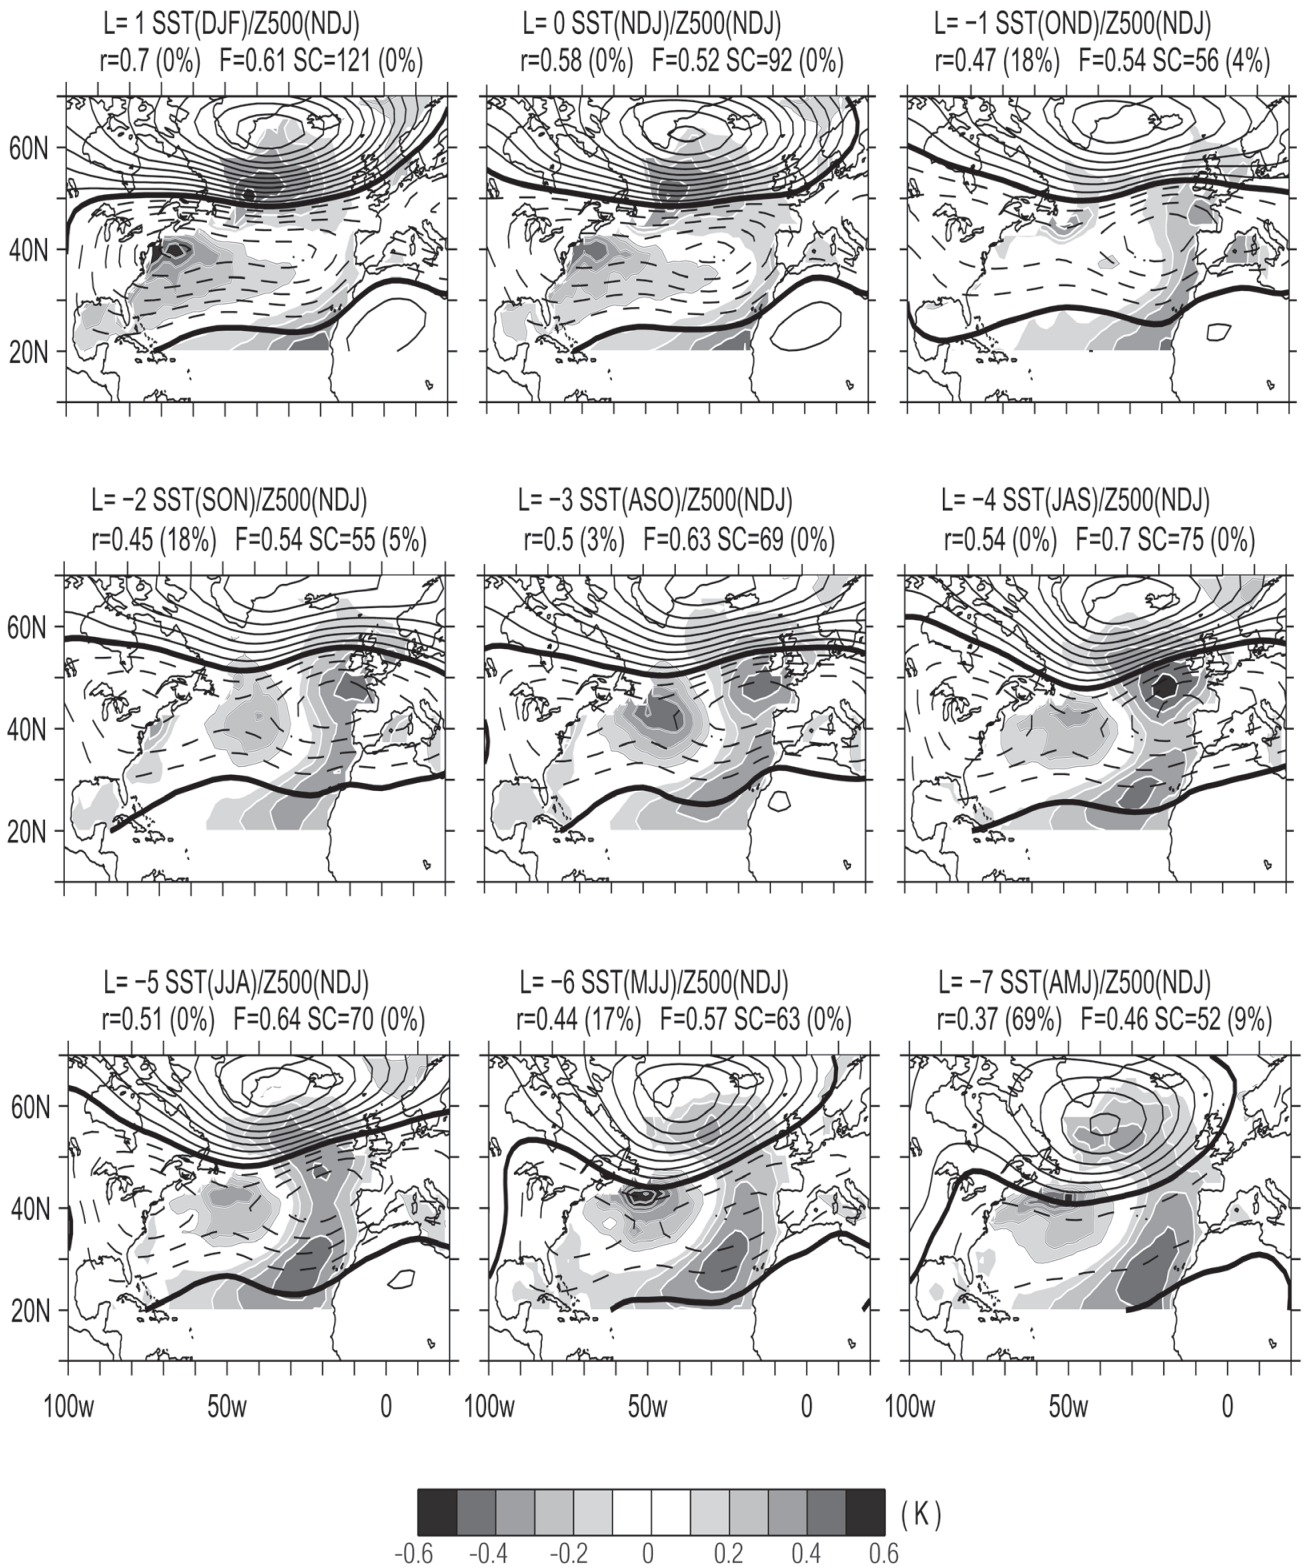 L= 1 SST(DJF)/Z500(NDJ)
r=0.7 (0%) F=0.61 SC=121 (0%)
L= 0 SST(NDJ)/Z500(NDJ)
r=0.58 (0%) F=0.52 SC=92 (0%)
L= −1 SST(OND)/Z500(NDJ)
r=0.47 (18%) F=0.54 SC=56 (4%)
60N
40N
20N
L= −2 SST(SON)/Z500(NDJ)
r=0.45 (18%) F=0.54 SC=55 (5%)
L= −3 SST(ASO)/Z500(NDJ)
r=0.5 (3%) F=0.63 SC=69 (0%)
L= −4 SST(JAS)/Z500(NDJ)
r=0.54 (0%) F=0.7 SC=75 (0%)
60N
40N
20N
L= −5 SST(JJA)/Z500(NDJ)
r=0.51 (0%) F=0.64 SC=70 (0%)
L= −6 SST(MJJ)/Z500(NDJ)
r=0.44 (17%) F=0.57 SC=63 (0%)
L= −7 SST(AMJ)/Z500(NDJ)
r=0.37 (69%) F=0.46 SC=52 (9%)
60N
40N
20N
100w 50w 0 100w 50w 0 100w 50w 0
(K)
-0.6 -0.4 -0.2 0 0.2 0.4 0.6